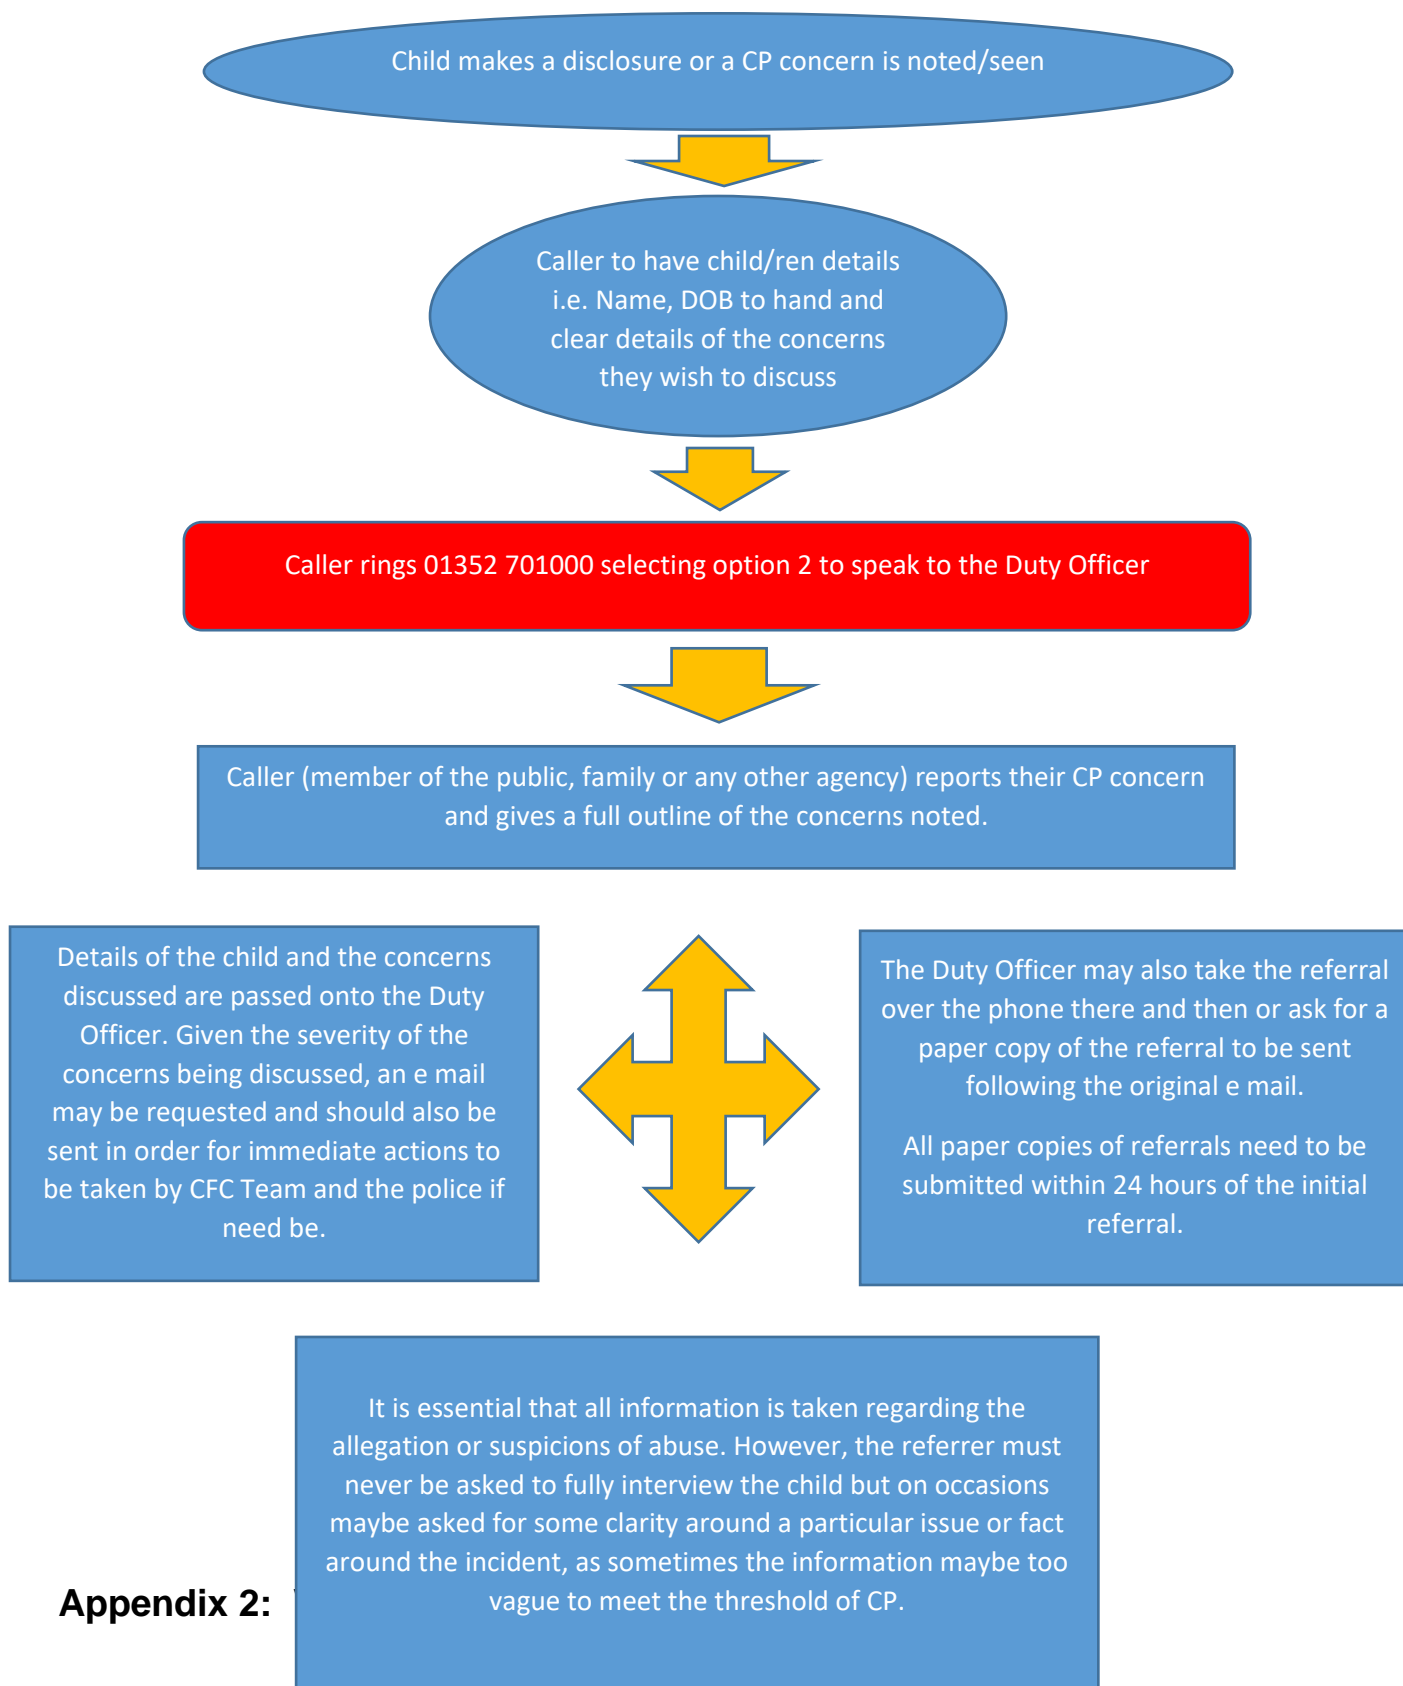 Child makes a disclosure or a CP concern is noted/seen
Caller to have child/ren details
i.e. Name, DOB to hand and
clear details of the concerns
they wish to discuss
Caller rings 01352 701000 selecting option 2 to speak to the Duty Officer
Caller (member of the public, family or any other agency) reports their CP concern
and gives a full outline of the concerns noted.
Details of the child and the concerns
discussed are passed onto the Duty
Officer. Given the severity of the
concerns being discussed, an e mail
may be requested and should also be
sent in order for immediate actions to
be taken by CFC Team and the police if
need be.
The Duty Officer may also take the referral
over the phone there and then or ask for a
paper copy of the referral to be sent
following the original e mail.
All paper copies of referrals need to be
submitted within 24 hours of the initial
referral.
It is essential that all information is taken regarding the
allegation or suspicions of abuse. However, the referrer must
never be asked to fully interview the child but on occasions
maybe asked for some clarity around a particular issue or fact
around the incident, as sometimes the information maybe too
vague to meet the threshold of CP.
Appendix 2: